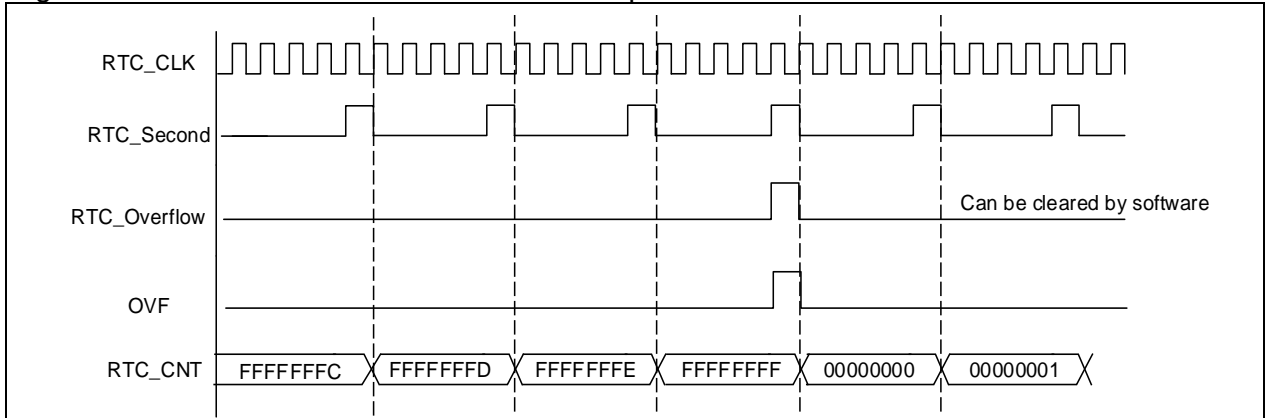 RTC_CLK
RTC_Second
RTC_Overflow
Can be cleared by software
OVF
RTC_CNT FFFFFFFC FFFFFFFD FFFFFFFE FFFFFFFF 00000000 00000001